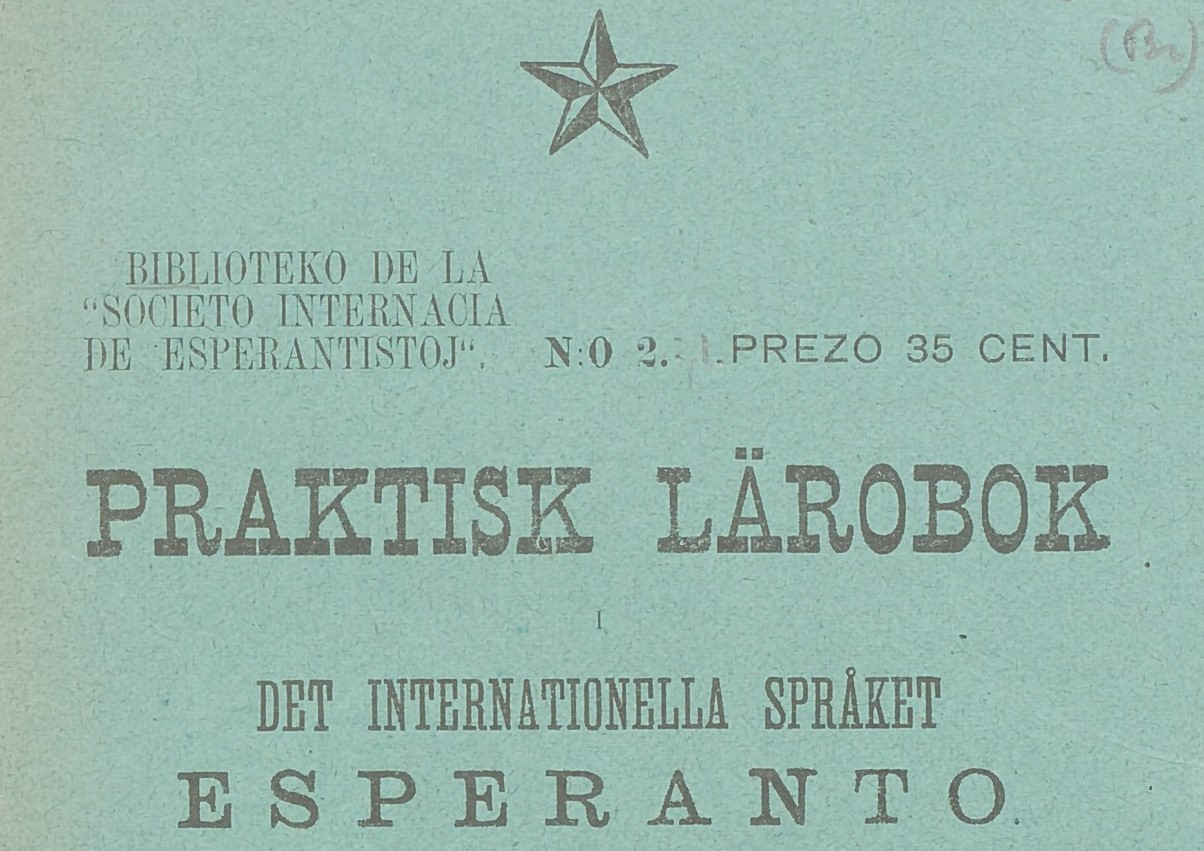 BIBLIOTEKO DE LA
“SOCIETO INTERNACIA
DE ESPERANTISTOJ“. N:O 2. PREZO 35 CENT.
PRAKTISK LÄROBOK
I
DET INTERNATIONELLA SPRÅKET
ESPERANTO.